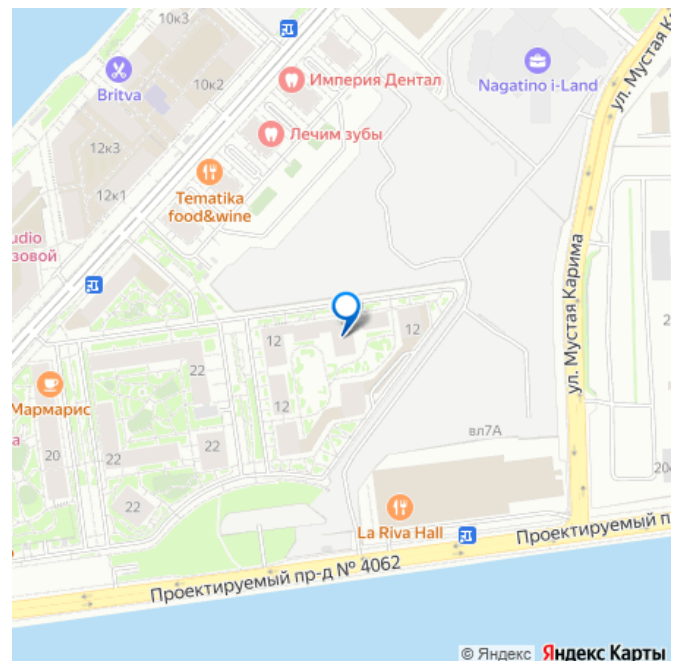 10к3
10к2
Britva
Империя Дентал
Nagatino i-Land
ул. Мустая К
Лечим зубы
12к3
12к1
Tematika
food&wine
udio
зовой
ул. Мустая Карима
12
12
22
Мармарис
12
22
22
20
22
вл7А
2
20
а
La Riva Hall
Проектируемый п
Проектируемый пр-д № 4062
© Яндекс Яндекс Карты